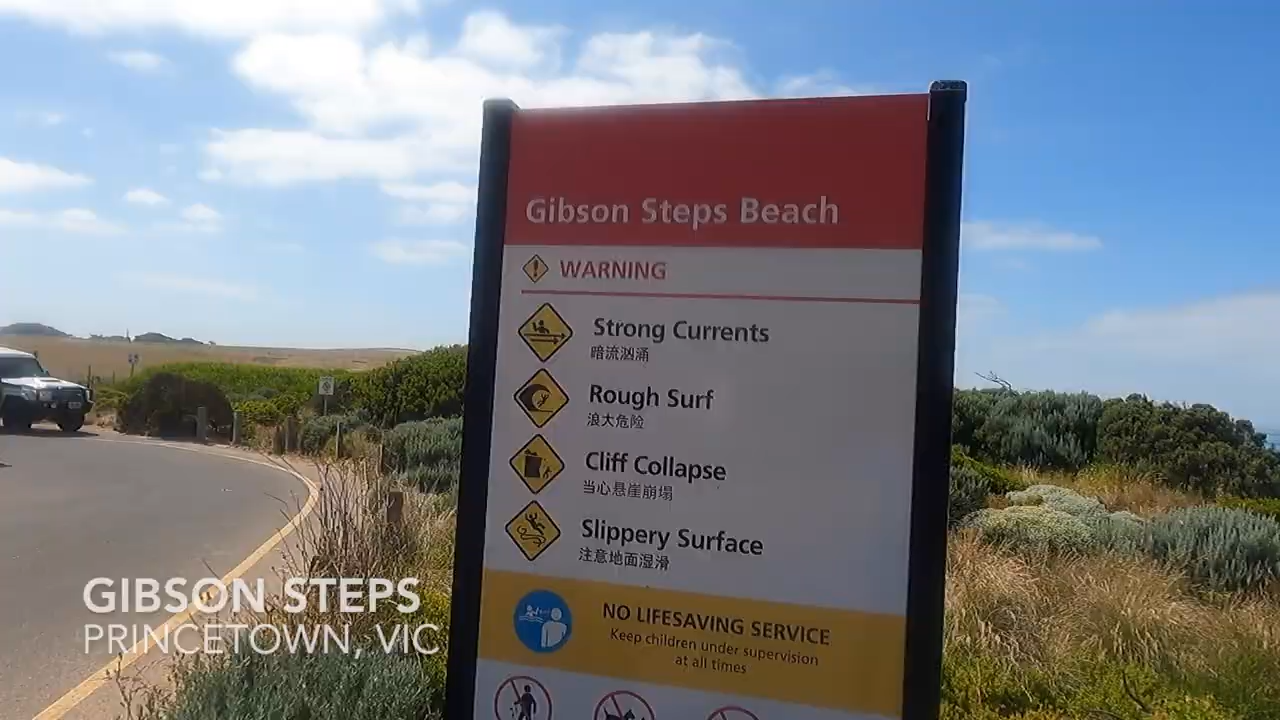 Gibson Steps Beach
WARNING
Strong Currents
暗流汹涌
Rough Surf
浪大危险
Cliff Collapse
当心悬崖崩塌
Slippery Surface
注意地面湿滑
NO LIFESAVING SERVICE
Keep children under supervision
at all times
GIBSON STEPS
PRINCETOWN, VIC